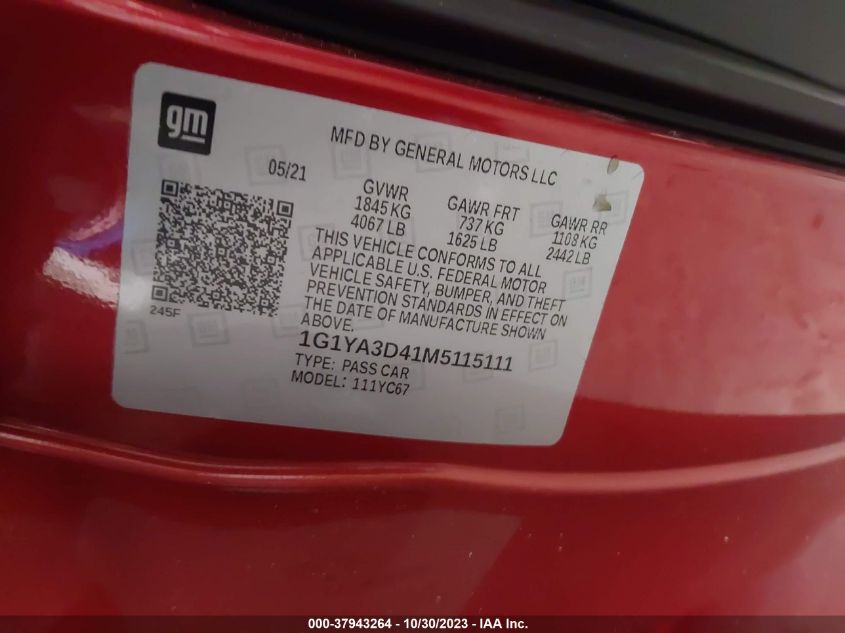 gm
MFD BY GENERAL MOTORS LLC
05/21
GVWR
1845 KG
4067 LB
GAWR FRT
737 KG
1625 LB
GAWR RR
1108 KG
2442 LB
THIS VEHICLE CONFORMS TO ALL
APPLICABLE U.S. FEDERAL MOTOR
VEHICLE SAFETY, BUMPER, AND THEFT
PREVENTION STANDARDS IN EFFECT ON
THE DATE OF MANUFACTURE SHOWN
ABOVE.
245F
1G1YA3D41M5115111
TYPE: PASS CAR
MODEL: 111YC67
000-37943264 - 10/30/2023 - IAA Inc.